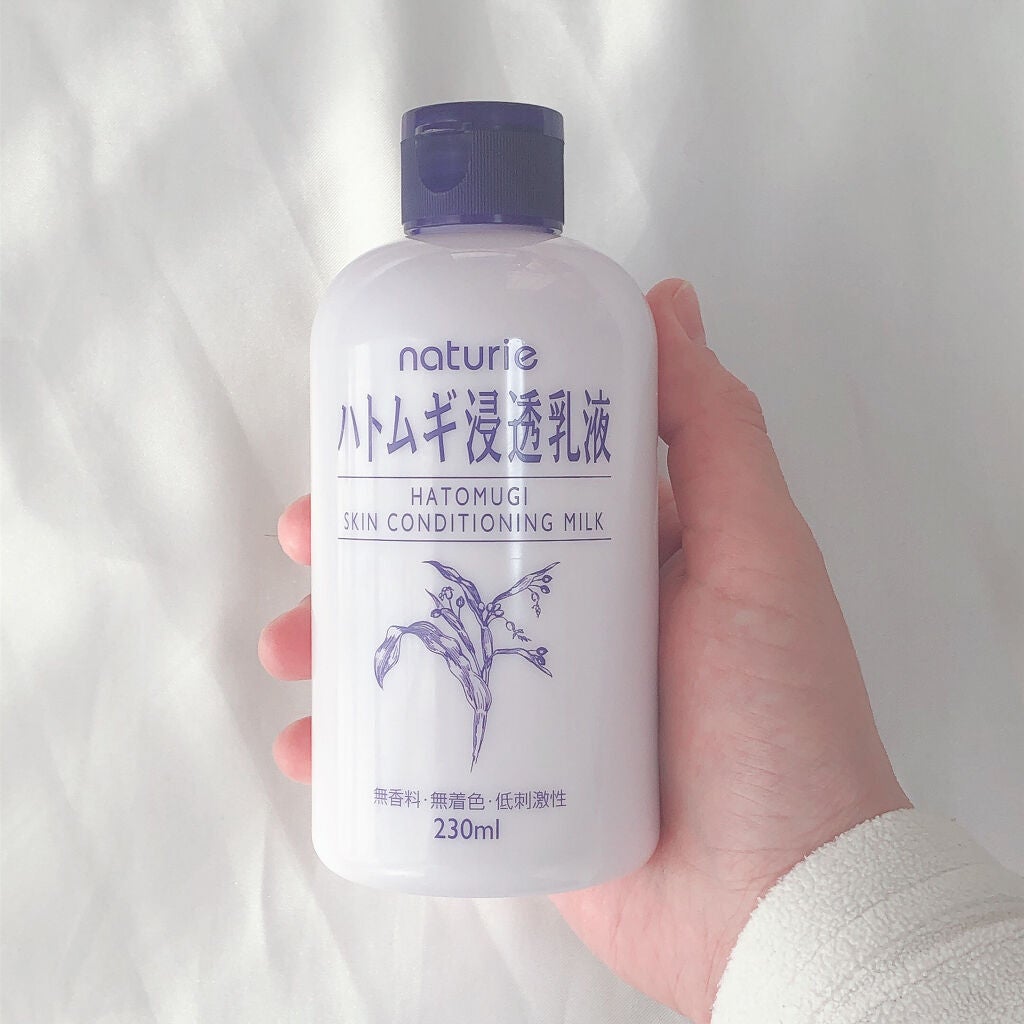 naturie
ハトムギ浸透乳液
HATOMUGI
SKIN CONDITIONING MILK
無香料·無着色·低刺激性
230ml